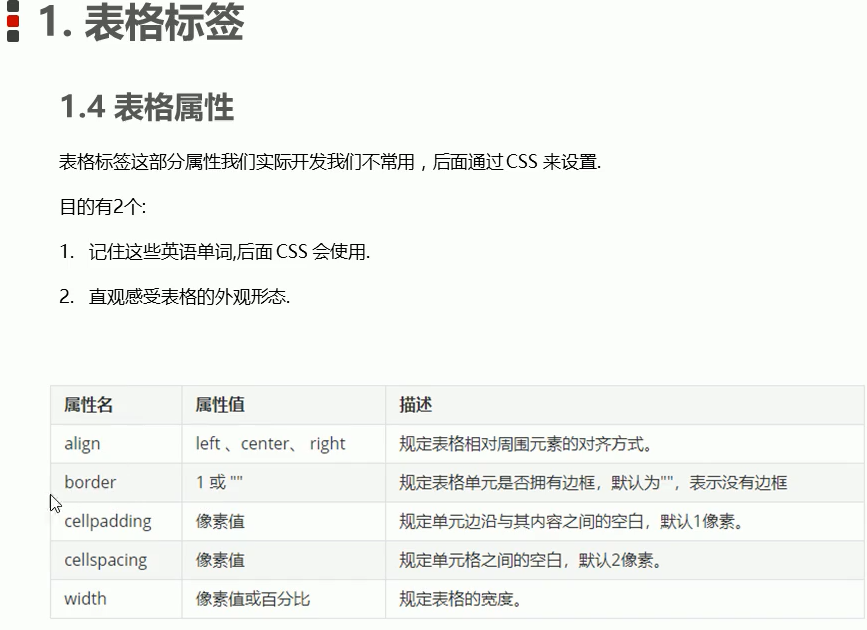 1. 表格标签
1.4 表格属性
表格标签这部分属性我们实际开发我们不常用，后面通过 CSS 来设置.
目的有2个:
1. 记住这些英语单词,后面 CSS 会使用.
2. 直观感受表格的外观形态.
属性名 属性值 描述
align left 、center、 right 规定表格相对周围元素的对齐方式。
border 1 或 "" 规定表格单元是否拥有边框，默认为""，表示没有边框
cellpadding 像素值 规定单元边沿与其内容之间的空白，默认1像素。
cellspacing 像素值 规定单元格之间的空白，默认2像素。
width 像素值或百分比 规定表格的宽度。